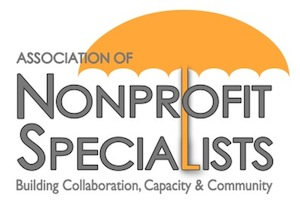 ASSOCIATION OF
NONPROFIT
SPECIALISTS
Building Collaboration, Capacity & Community